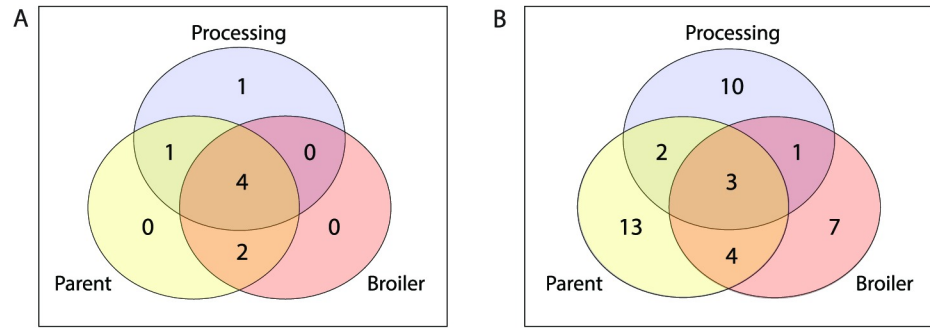 A
Processing
1
1
0
4
0
0
2
Parent
Broiler
B
Processing
10
2
1
3
13
7
4
Parent
Broiler